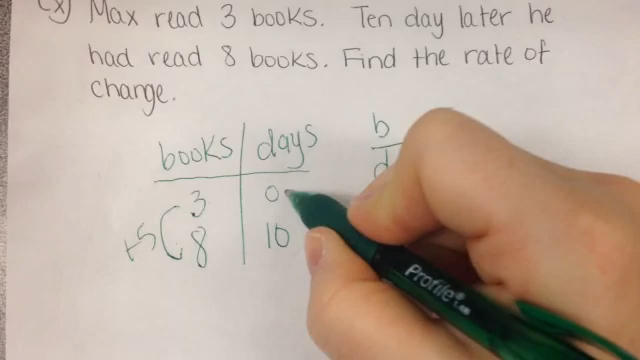 Ex) Max read 3 books. Ten day later he
had read 8 books. Find the rate of
change.
books days
3 0
+5 8 10
b
d
Profile